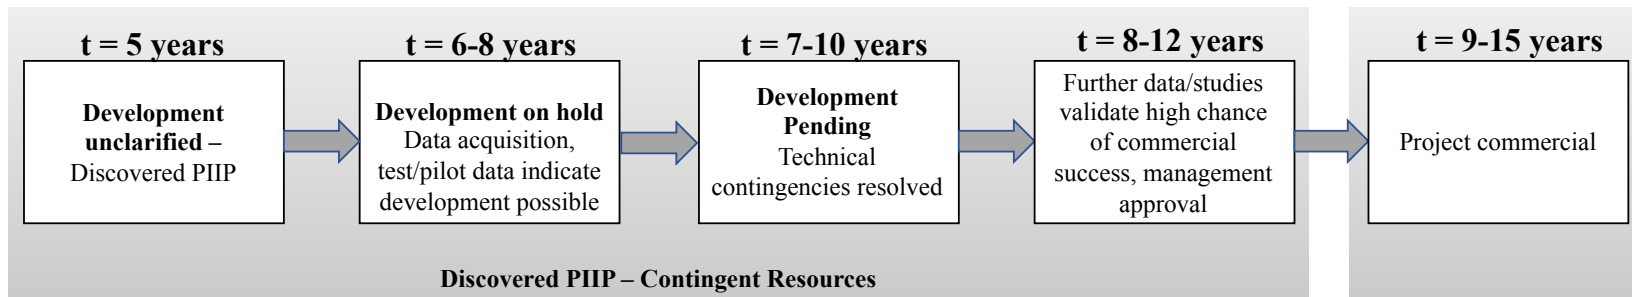 t = 5 years
Development
unclarified –
Discovered PIIP
t = 6-8 years
Development on hold
Data acquisition,
test/pilot data indicate
development possible
t = 7-10 years
Development
Pending
Technical
contingencies resolved
t = 8-12 years
Further data/studies
validate high chance
of commercial
success, management
approval
t = 9-15 years
Project commercial
Discovered PIIP – Contingent Resources